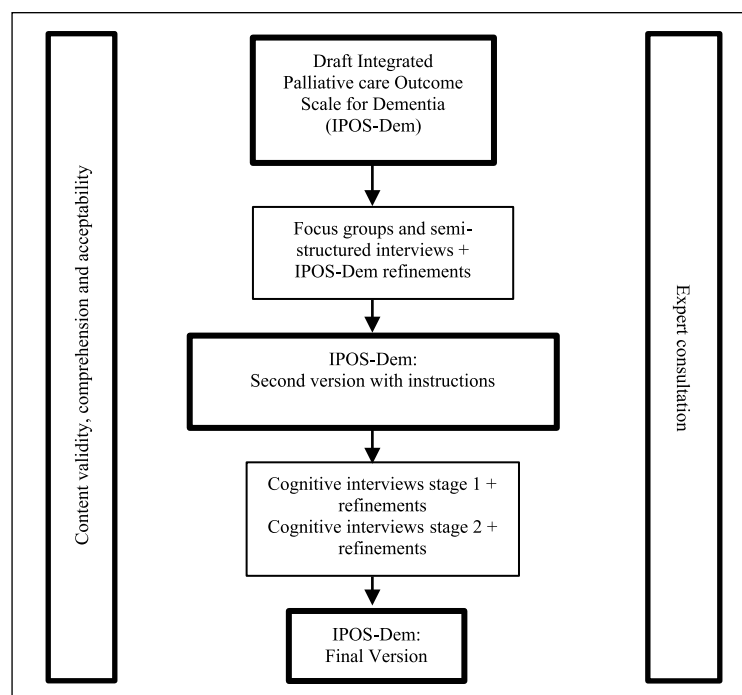 Draft Integrated
Palliative care Outcome
Scale for Dementia
(IPOS-Dem)
Focus groups and semi-
structured interviews +
IPOS-Dem refinements
IPOS-Dem:
Second version with instructions
Cognitive interviews stage 1 +
refinements
Cognitive interviews stage 2 +
refinements
IPOS-Dem:
Final Version
Content validity, comprehension and acceptability
Expert consultation